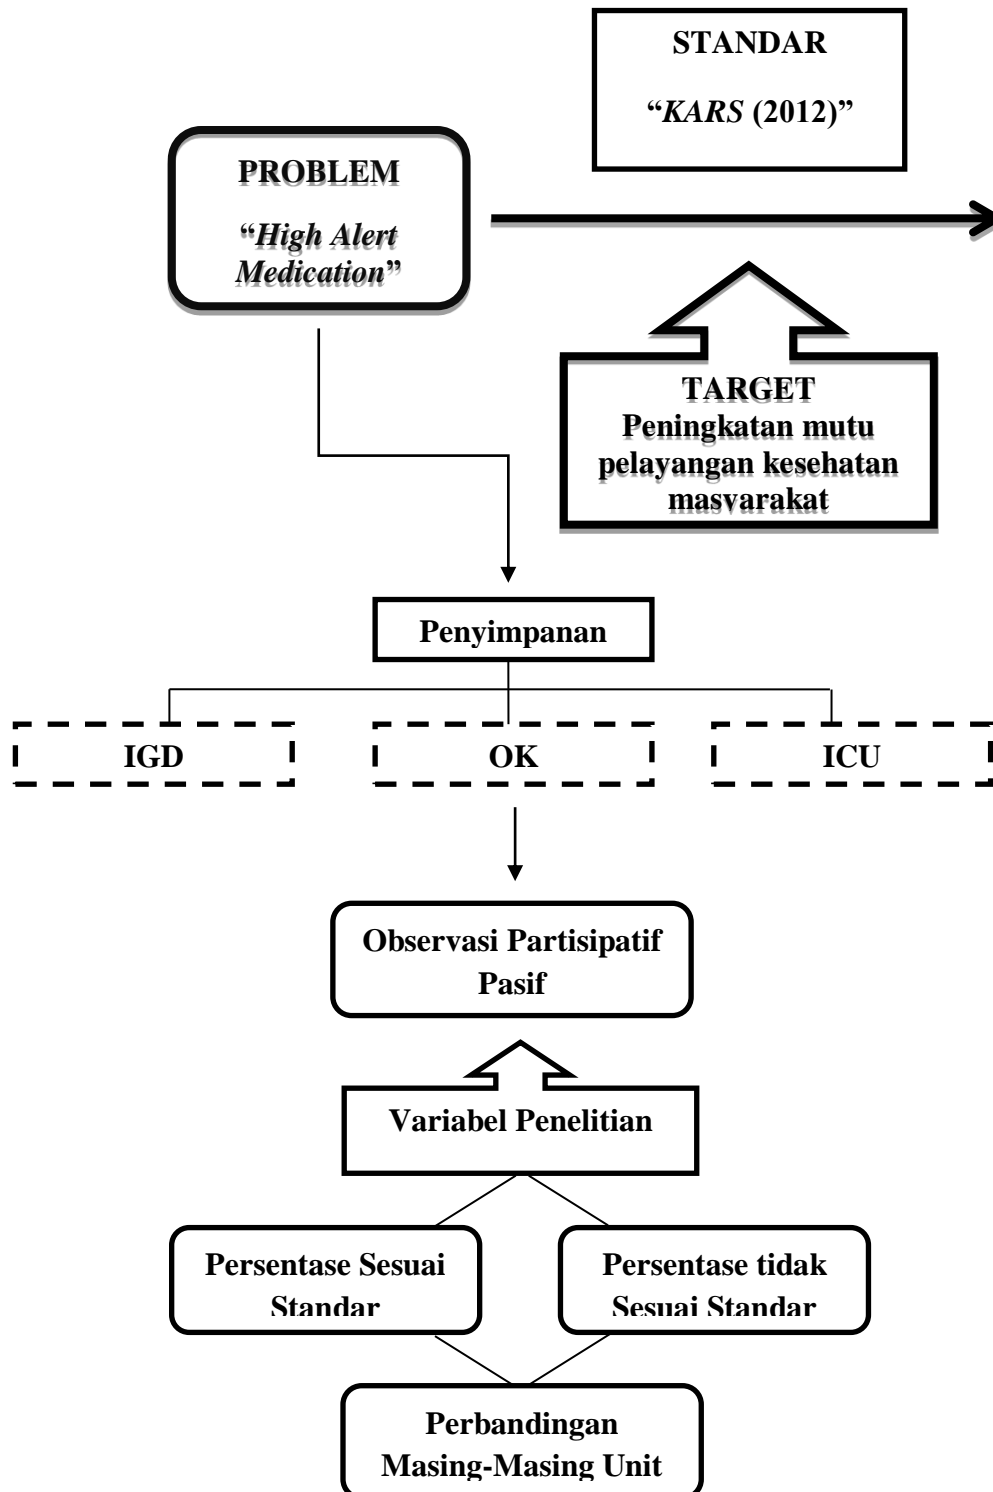 STANDAR
“KARS (2012)”
PROBLEM
“High Alert
Medication”
TARGET
Peningkatan mutu
pelayangan kesehatan
masyarakat
Penyimpanan
IGD
OK
ICU
Observasi Partisipatif
Pasif
Variabel Penelitian
Persentase Sesuai
Standar
Persentase tidak
Sesuai Standar
Perbandingan
Masing-Masing Unit